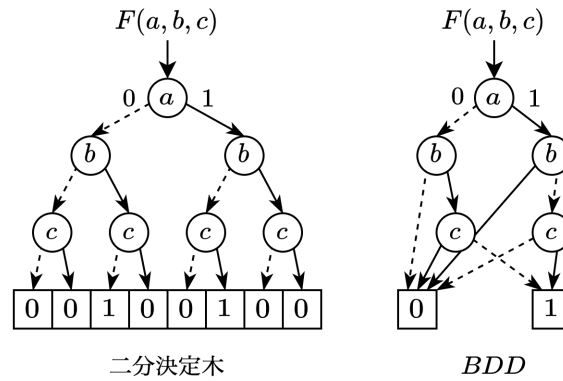 F(a, b, c)
F(a, b, c)
0 a 1
0 a 1
b b
b b
c c c c
c c
0 0 1 0 0 1 0 0
0 1
二分決定木
BDD